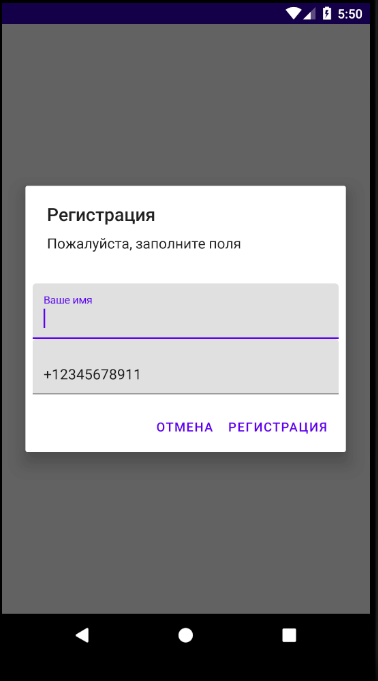 5:50
Регистрация
Пожалуйста, заполните поля
Ваше имя
+12345678911
ОТМЕНА РЕГИСТРАЦИЯ